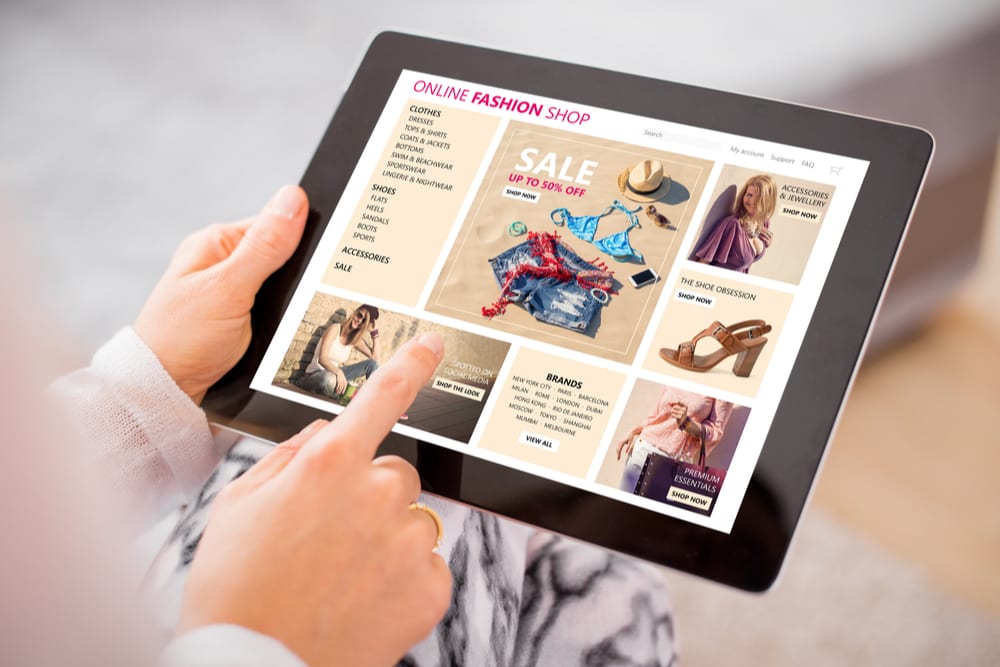 ONLINE FASHION SHOP
Search
My account Support FAQ
CLOTHES
DRESSES
TOPS & SHIRTS
COATS & JACKETS
BOTTOMS
SWIM & BEACHWEAR
SPORTSWEAR
LINGERIE & NIGHTWEAR
SHOES
FLATS
HEELS
SANDALS
BOOTS
SPORTS
ACCESSORIES
SALE
SALE
UP TO 50% OFF
SHOP NOW
ACCESSORIES
& JEWELLERY
SHOP NOW
THE SHOE OBSESSION
SHOP NOW
SPOTTED ON
SOCIAL MEDIA
SHOP THE LOOK
BRANDS
NEW YORK CITY - PARIS - BARCELONA
MILAN - ROME - LONDON - DUBAI
HONG KONG - RIO DE JANEIRO
MOSCOW - TOKYO - SHANGHAI
MUMBAI - MELBOURNE
VIEW ALL
PREMIUM
ESSENTIALS
SHOP NOW